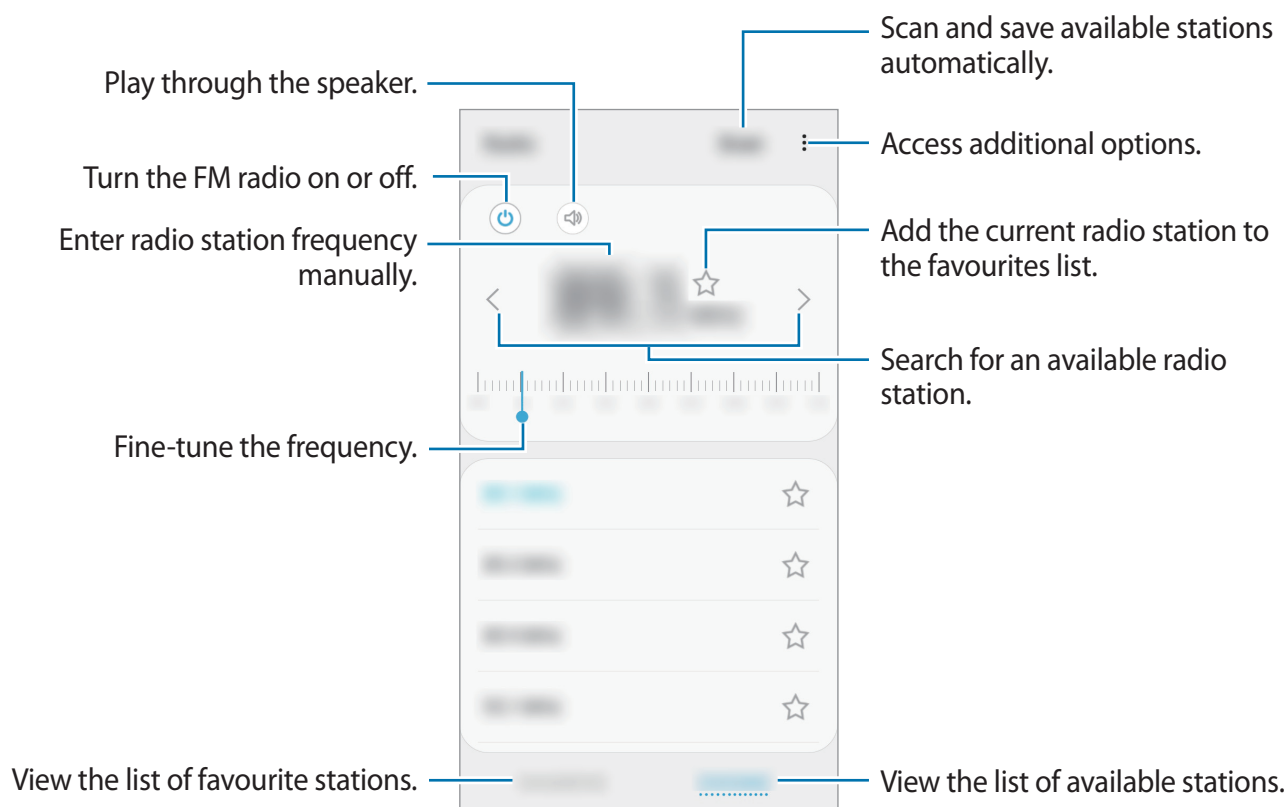 Scan and save available stations
automatically.
Play through the speaker.
Access additional options.
Turn the FM radio on or off.
Enter radio station frequency
manually.
Add the current radio station to
the favourites list.
Search for an available radio
station.
Fine-tune the frequency.
View the list of favourite stations.
View the list of available stations.